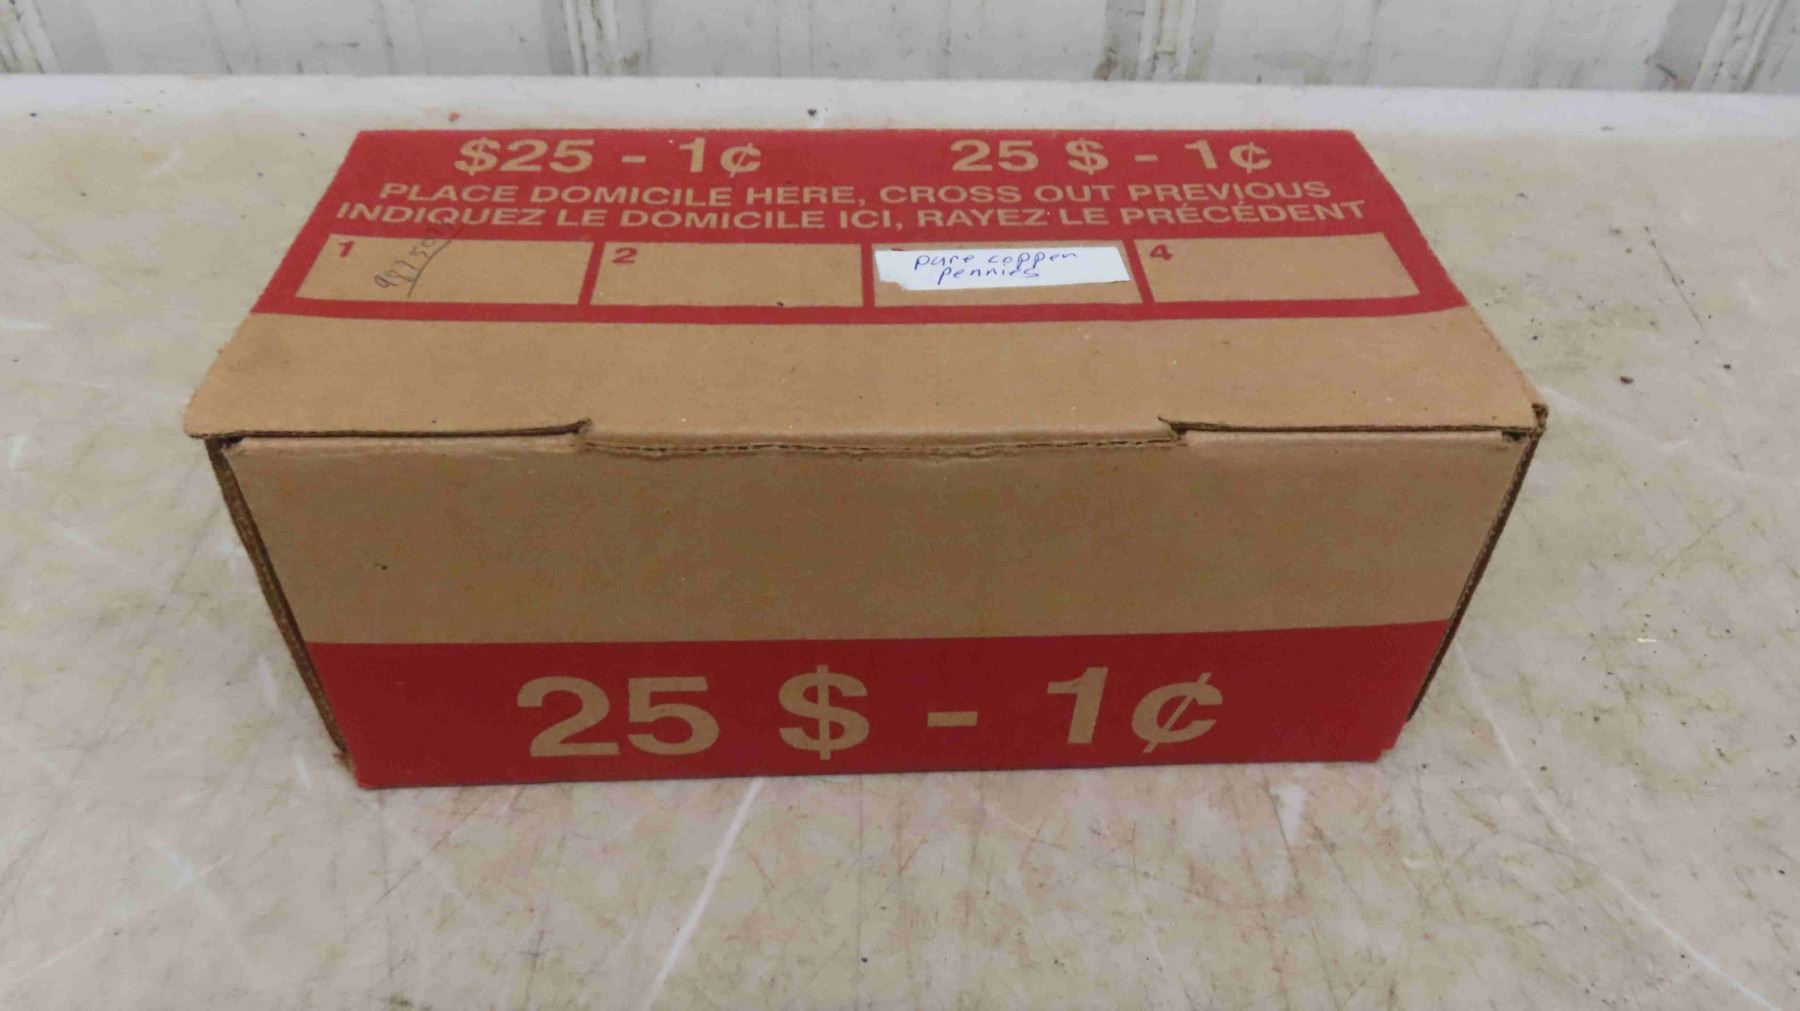 $25 - 1¢ 25 $ - 1¢
PLACE DOMICILE HERE, CROSS OUT PREVIOUS
INDIQUEZ LE DOMICILE ICI, RAYEZ LE PRÉCÉDENT
1 2 4
pure copper
pennies
25 $ - 1¢